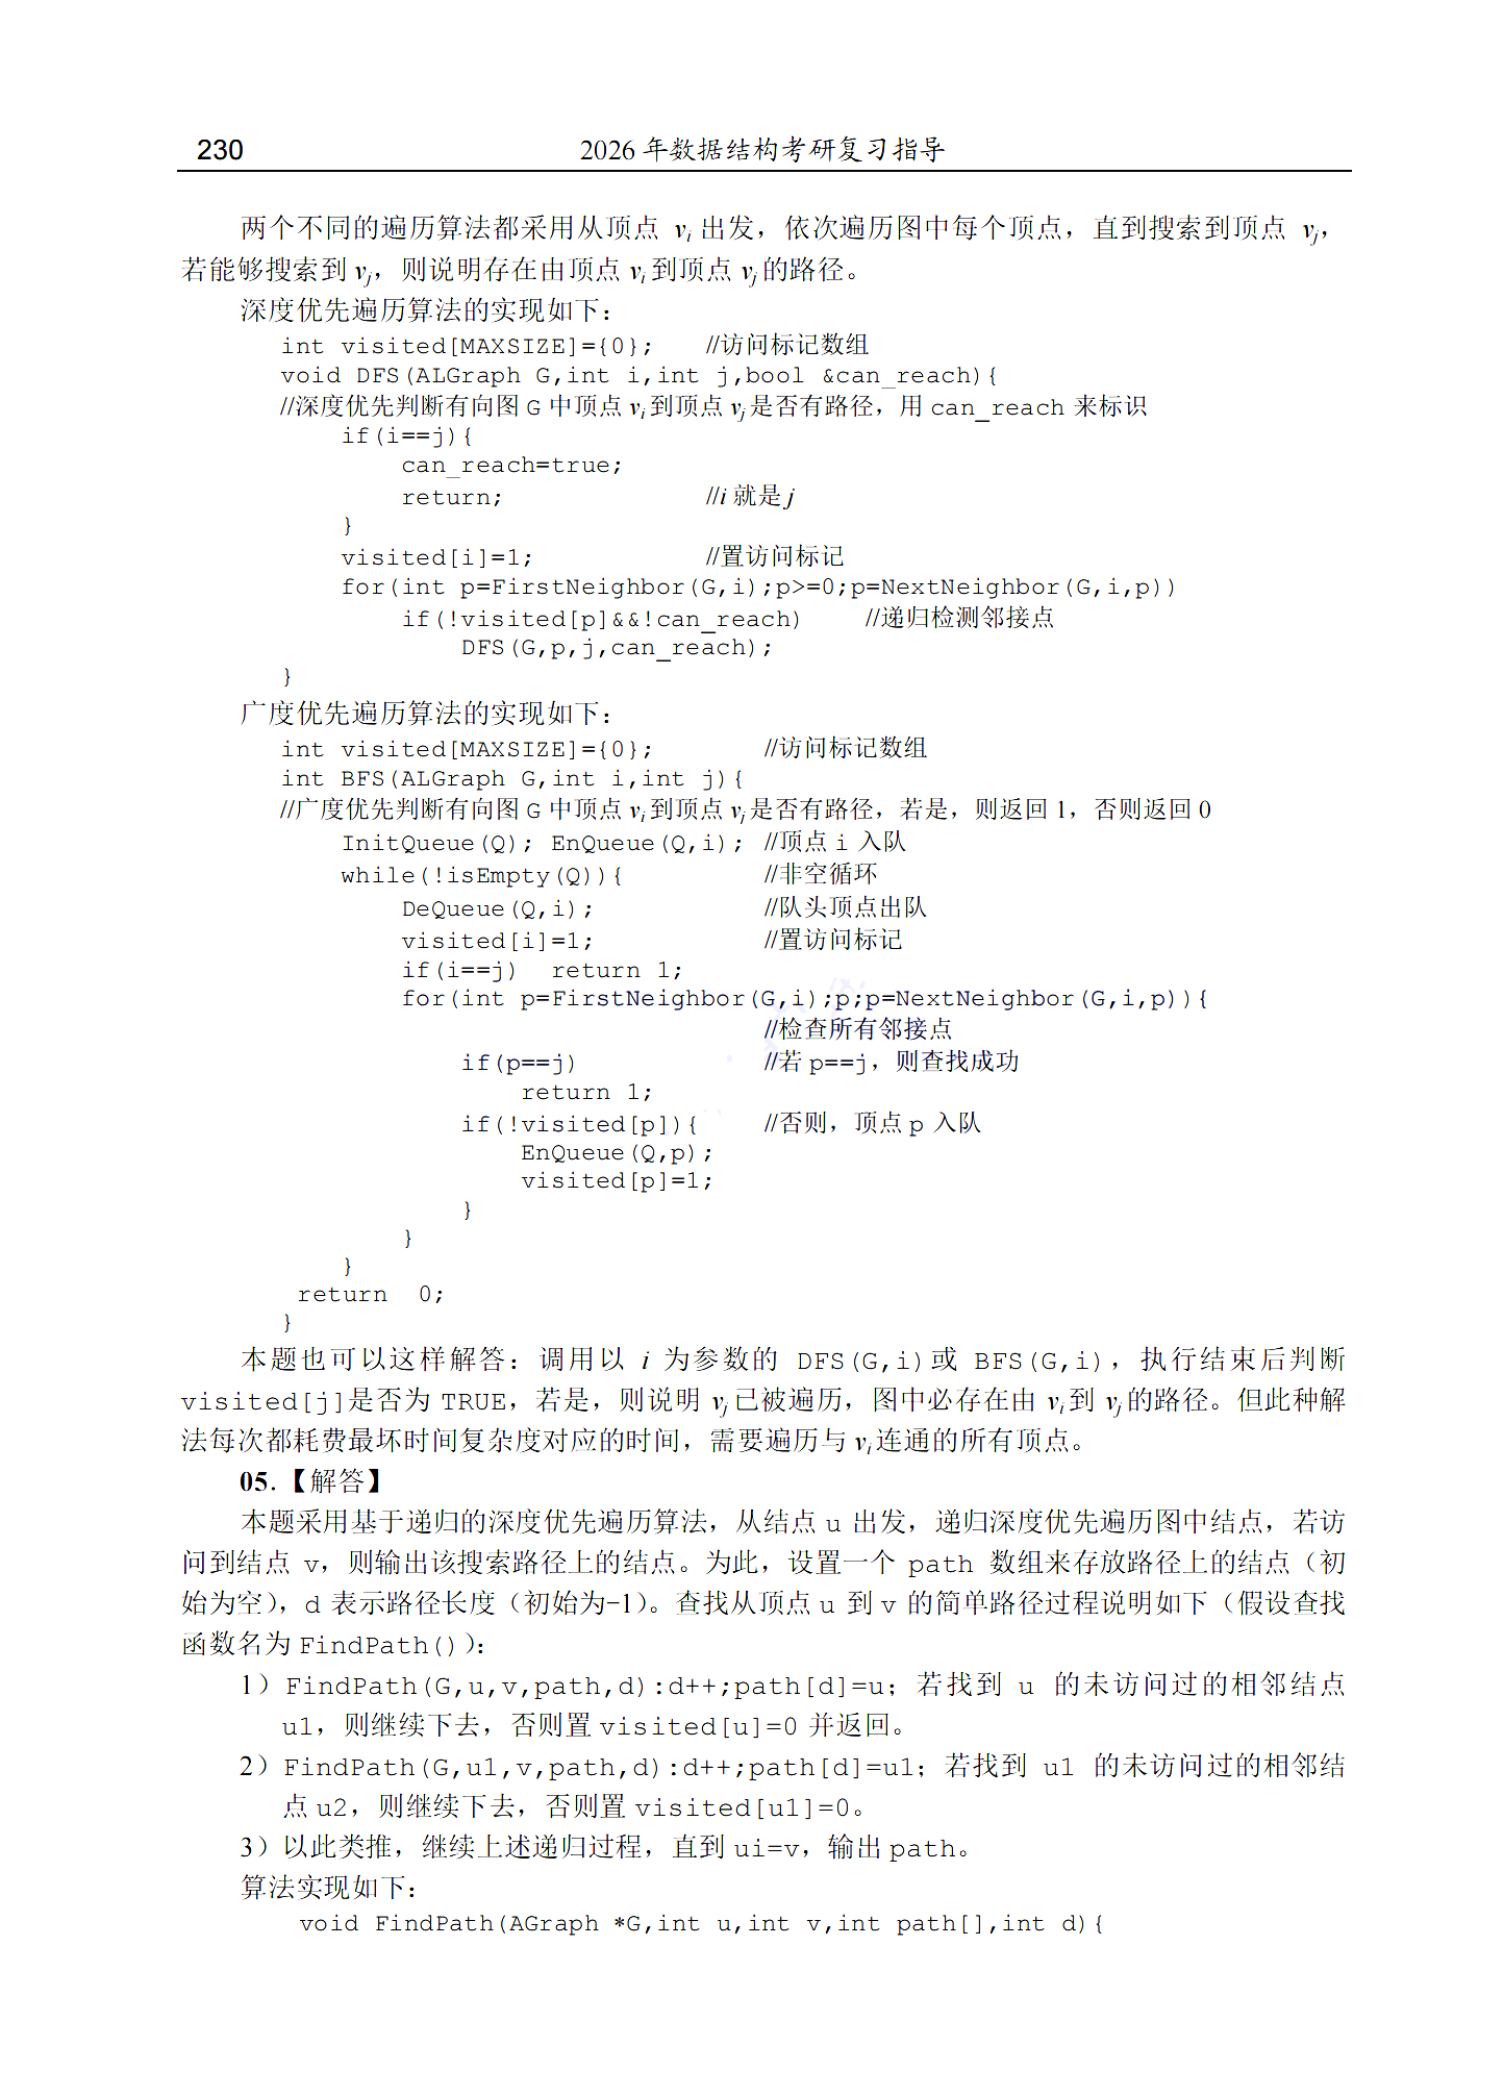 230 2026 年数据结构考研复习指导
两个不同的遍历算法都采用从顶点 vi 出发，依次遍历图中每个顶点，直到搜索到顶点 vj，
若能够搜索到 vj，则说明存在由顶点 vi 到顶点 vj 的路径。
深度优先遍历算法的实现如下：
int visited[MAXSIZE]={0}; //访问标记数组
void DFS(ALGraph G,int i,int j,bool &can_reach){
//深度优先判断有向图 G 中顶点 vi 到顶点 vj 是否有路径，用 can_reach 来标识
if(i==j){
can_reach=true;
return; //i 就是 j
}
visited[i]=1; //置访问标记
for(int p=FirstNeighbor(G,i);p>=0;p=NextNeighbor(G,i,p))
if(!visited[p]&&!can_reach) //递归检测邻接点
DFS(G,p,j,can_reach);
}
广度优先遍历算法的实现如下：
int visited[MAXSIZE]={0}; //访问标记数组
int BFS(ALGraph G,int i,int j){
//广度优先判断有向图 G 中顶点 vi 到顶点 vj 是否有路径，若是，则返回 1，否则返回 0
InitQueue(Q); EnQueue(Q,i); //顶点 i 入队
while(!isEmpty(Q)){ //非空循环
DeQueue(Q,i); //队头顶点出队
visited[i]=1; //置访问标记
if(i==j) return 1;
for(int p=FirstNeighbor(G,i);p;p=NextNeighbor(G,i,p)){
//检查所有邻接点
if(p==j) //若 p==j，则查找成功
return 1;
if(!visited[p]){ //否则，顶点 p 入队
EnQueue(Q,p);
visited[p]=1;
}
}
}
return 0;
}
本题也可以这样解答：调用以 i 为参数的 DFS(G,i)或 BFS(G,i)，执行结束后判断
visited[j]是否为 TRUE，若是，则说明 vj 已被遍历，图中必存在由 vi 到 vj 的路径。但此种解
法每次都耗费最坏时间复杂度对应的时间，需要遍历与 vi 连通的所有顶点。
05.【解答】
本题采用基于递归的深度优先遍历算法，从结点 u 出发，递归深度优先遍历图中结点，若访
问到结点 v，则输出该搜索路径上的结点。为此，设置一个 path 数组来存放路径上的结点（初
始为空），d 表示路径长度（初始为-1）。查找从顶点 u 到 v 的简单路径过程说明如下（假设查找
函数名为 FindPath()）：
1）FindPath(G,u,v,path,d):d++;path[d]=u；若找到 u 的未访问过的相邻结点
u1，则继续下去，否则置 visited[u]=0 并返回。
2）FindPath(G,u1,v,path,d):d++;path[d]=u1；若找到 u1 的未访问过的相邻结
点 u2，则继续下去，否则置 visited[u1]=0。
3）以此类推，继续上述递归过程，直到 ui=v，输出 path。
算法实现如下：
void FindPath(AGraph *G,int u,int v,int path[],int d){